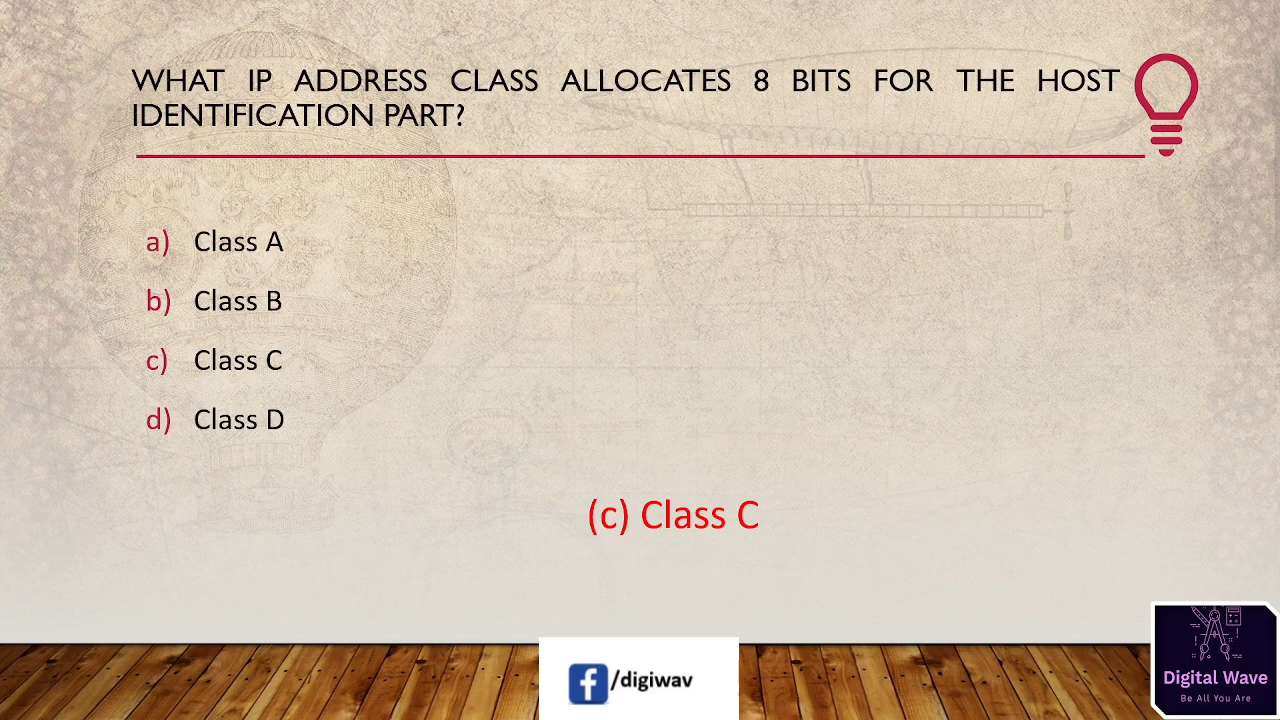 WHAT IP ADDRESS CLASS ALLOCATES 8 BITS FOR THE HOST
IDENTIFICATION PART?
a) Class A
b) Class B
c) Class C
d) Class D
(c) Class C
f/digiwav
Digital Wave
Be All You Are